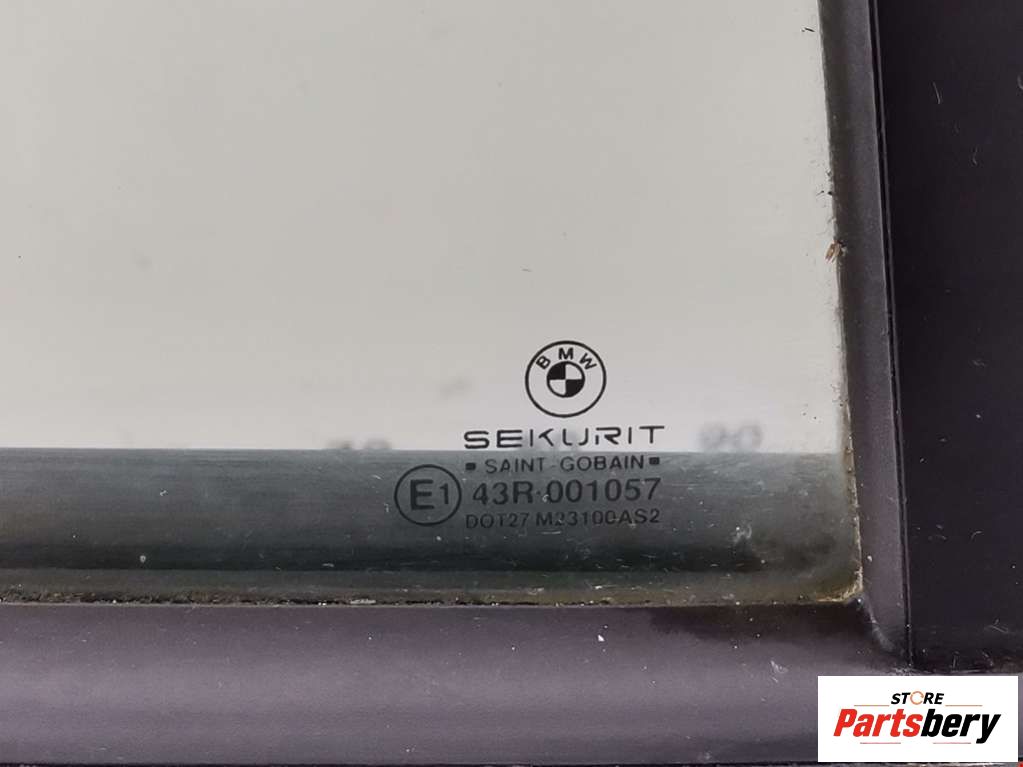 BMW
SEKURIT
SAINT-GOBAIN
E1 43R-001057
DOT27 M23100AS2
STORE
Partsbery